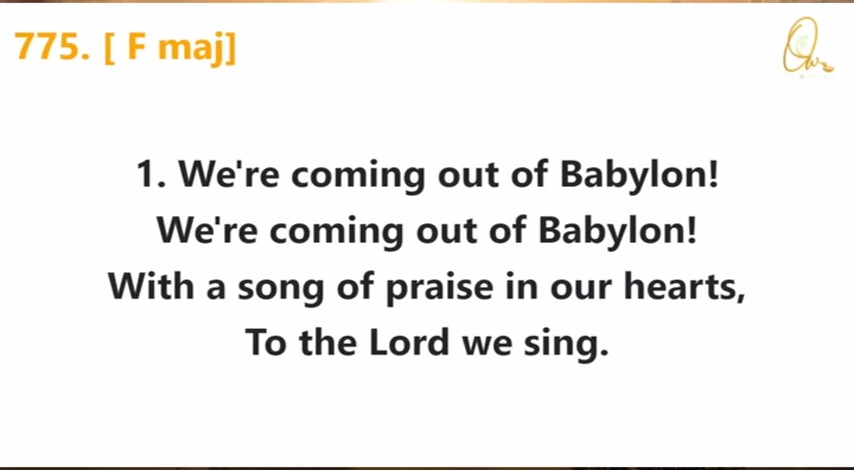 775. [ F maj]
1. We're coming out of Babylon!
We're coming out of Babylon!
With a song of praise in our hearts,
To the Lord we sing.